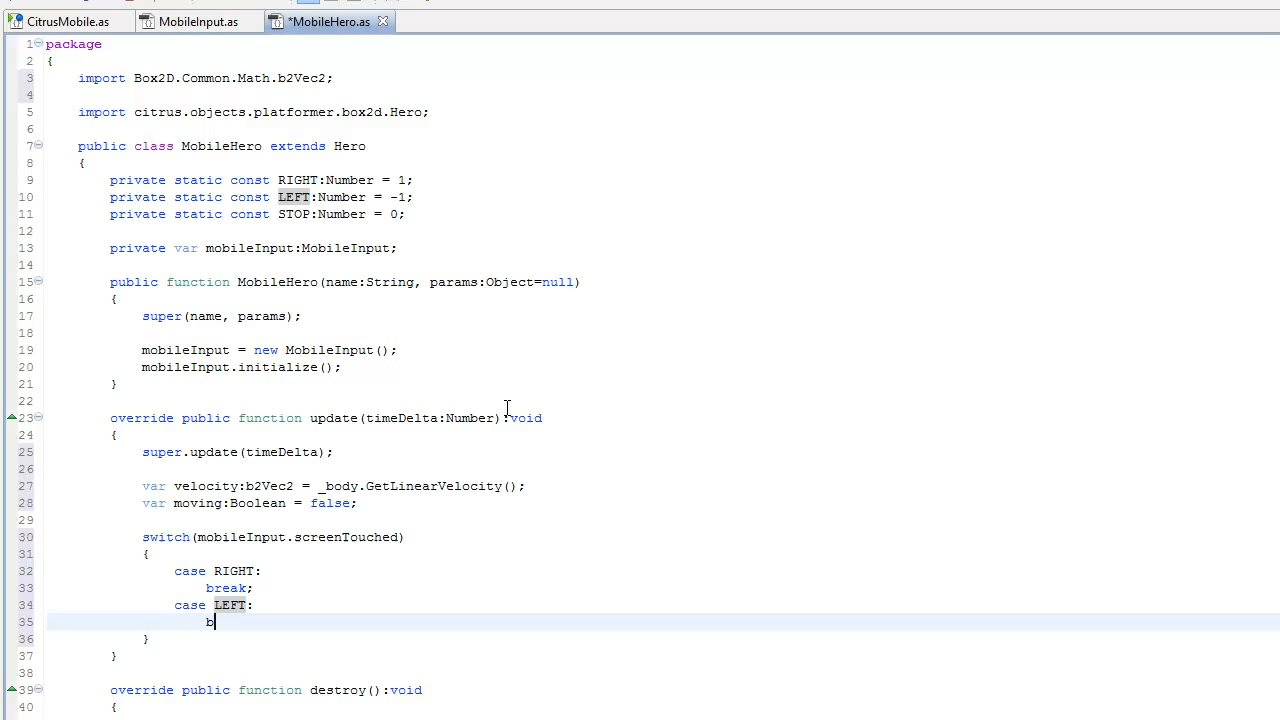 CitrusMobile.as MobileInput.as *MobileHero.as
1 package
2 {
3 import Box2D.Common.Math.b2Vec2;
4
5 import citrus.objects.platformer.box2d.Hero;
6
7 public class MobileHero extends Hero
8 {
9 private static const RIGHT:Number = 1;
10 private static const LEFT:Number = -1;
11 private static const STOP:Number = 0;
12
13 private var mobileInput:MobileInput;
14
15 public function MobileHero(name:String, params:Object=null)
16 {
17 super(name, params);
18
19 mobileInput = new MobileInput();
20 mobileInput.initialize();
21 }
22
23 override public function update(timeDelta:Number):void
24 {
25 super.update(timeDelta);
26
27 var velocity:b2Vec2 = _body.GetLinearVelocity();
28 var moving:Boolean = false;
29
30 switch(mobileInput.screenTouched)
31 {
32 case RIGHT:
33 break;
34 case LEFT:
35 b
36 }
37 }
38
39 override public function destroy():void
40 {